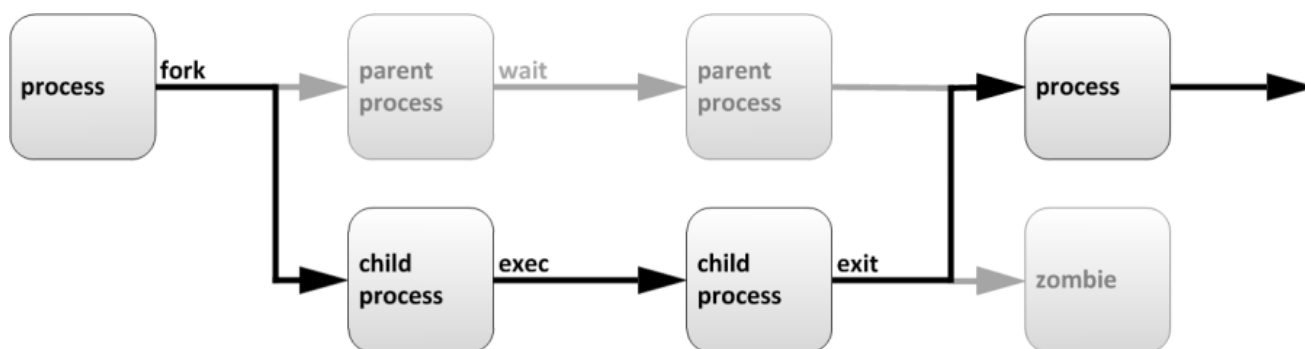 process
fork
parent
process
wait
parent
process
process
child
process
exec
child
process
exit
zombie